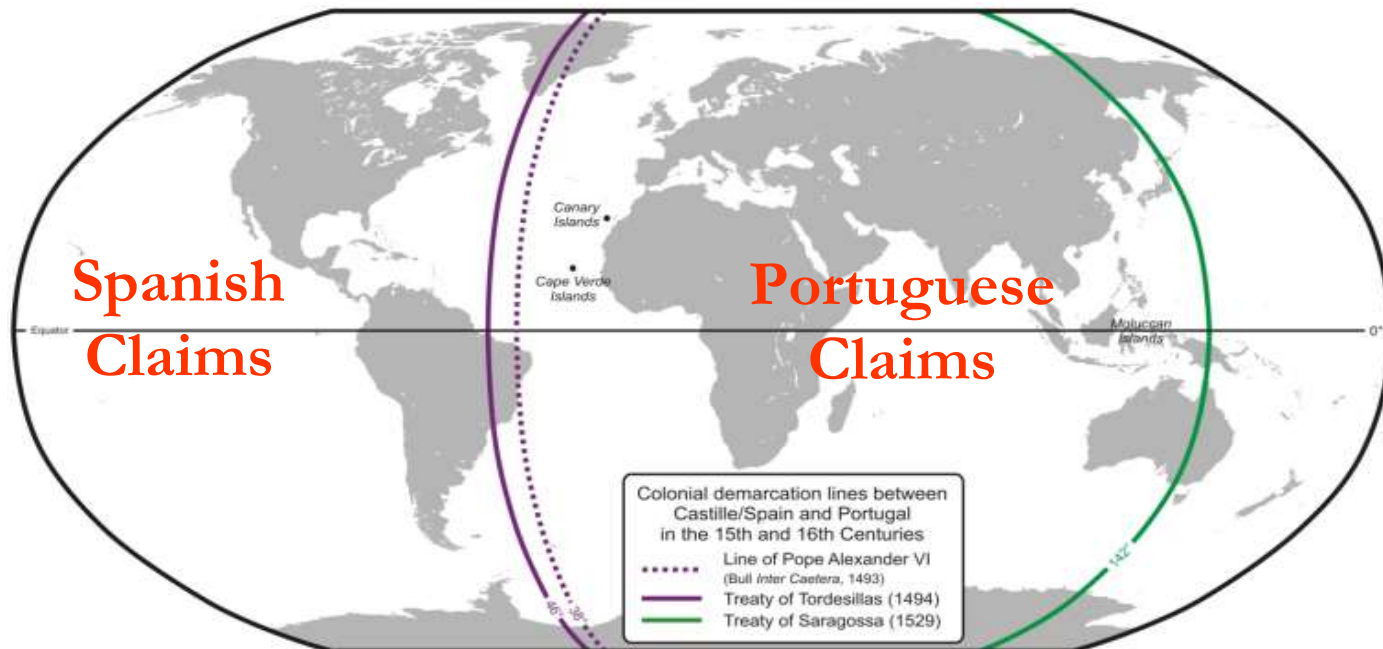 Canary
Islands
Cape Verde
Islands
Spanish
Claims
Portuguese
Claims
Equator
Moluccan
Islands
0°
Colonial demarcation lines between
Castille/Spain and Portugal
in the 15th and 16th Centuries
Line of Pope Alexander VI
(Bull Inter Caetera, 1493)
Treaty of Tordesillas (1494)
Treaty of Saragossa (1529)
46°
38°
142°